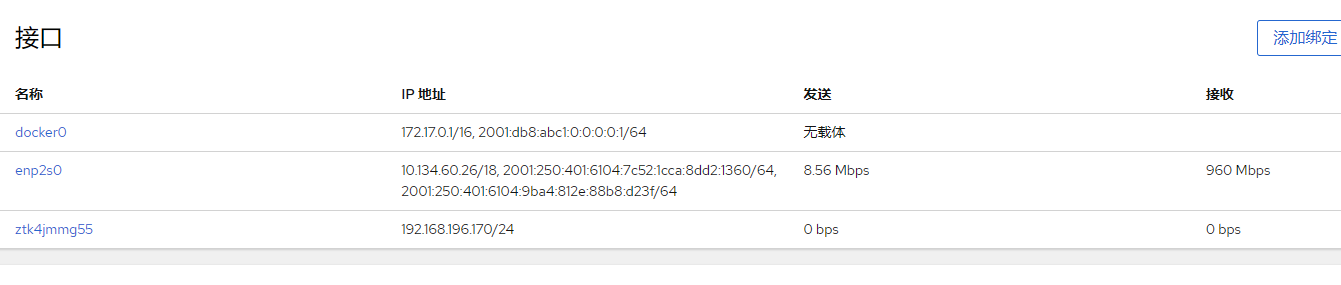 接口
添加绑定
名称 IP 地址 发送 接收
docker0 172.17.0.1/16, 2001:db8:abc1:0:0:0:0:1/64 无载体
enp2s0 10.134.60.26/18, 2001:250:401:6104:7c52:1cca:8dd2:1360/64, 8.56 Mbps 960 Mbps
2001:250:401:6104:9ba4:812e:88b8:d23f/64
ztk4jmmg55 192.168.196.170/24 0 bps 0 bps